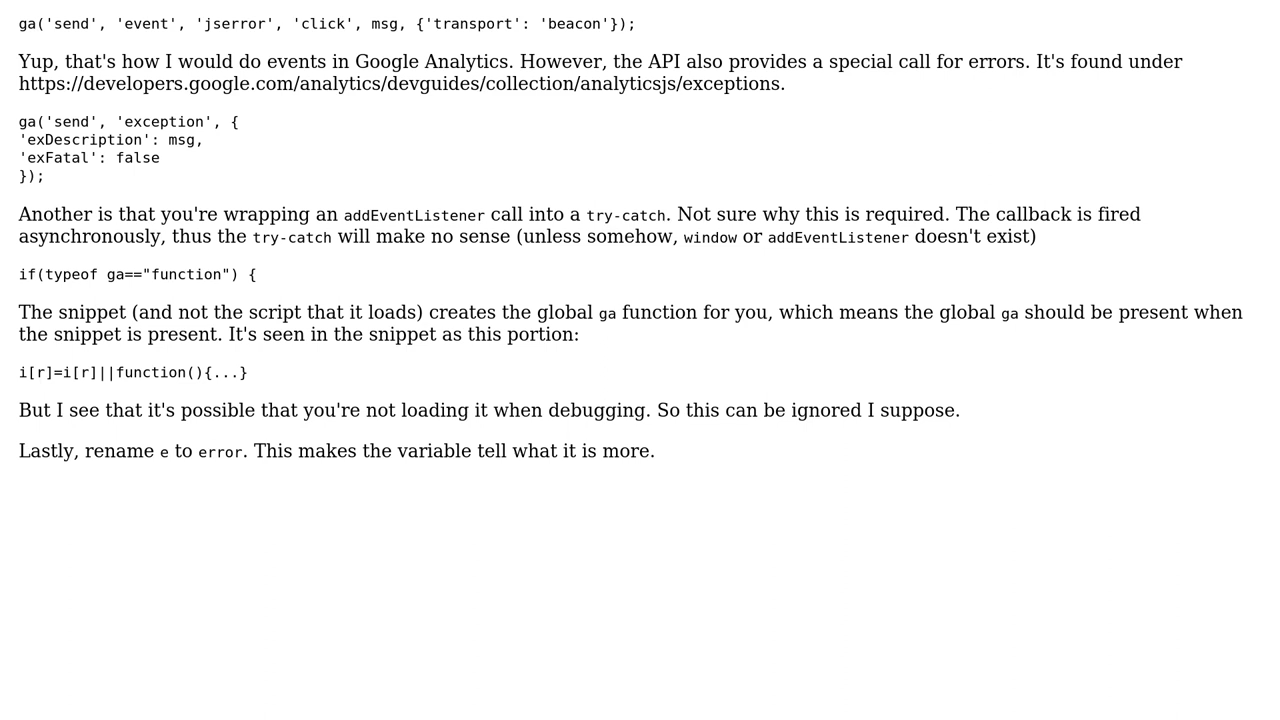 ga('send', 'event', 'jserror', 'click', msg, {'transport': 'beacon'});
Yup, that's how I would do events in Google Analytics. However, the API also provides a special call for errors. It's found under
https://developers.google.com/analytics/devguides/collection/analyticsjs/exceptions.
ga('send', 'exception', {
'exDescription': msg,
'exFatal': false
});
Another is that you're wrapping an addEventListener call into a try-catch. Not sure why this is required. The callback is fired
asynchronously, thus the try-catch will make no sense (unless somehow, window or addEventListener doesn't exist)
if(typeof ga=="function") {
The snippet (and not the script that it loads) creates the global ga function for you, which means the global ga should be present when
the snippet is present. It's seen in the snippet as this portion:
i[r]=i[r]||function(){...}
But I see that it's possible that you're not loading it when debugging. So this can be ignored I suppose.
Lastly, rename e to error. This makes the variable tell what it is more.